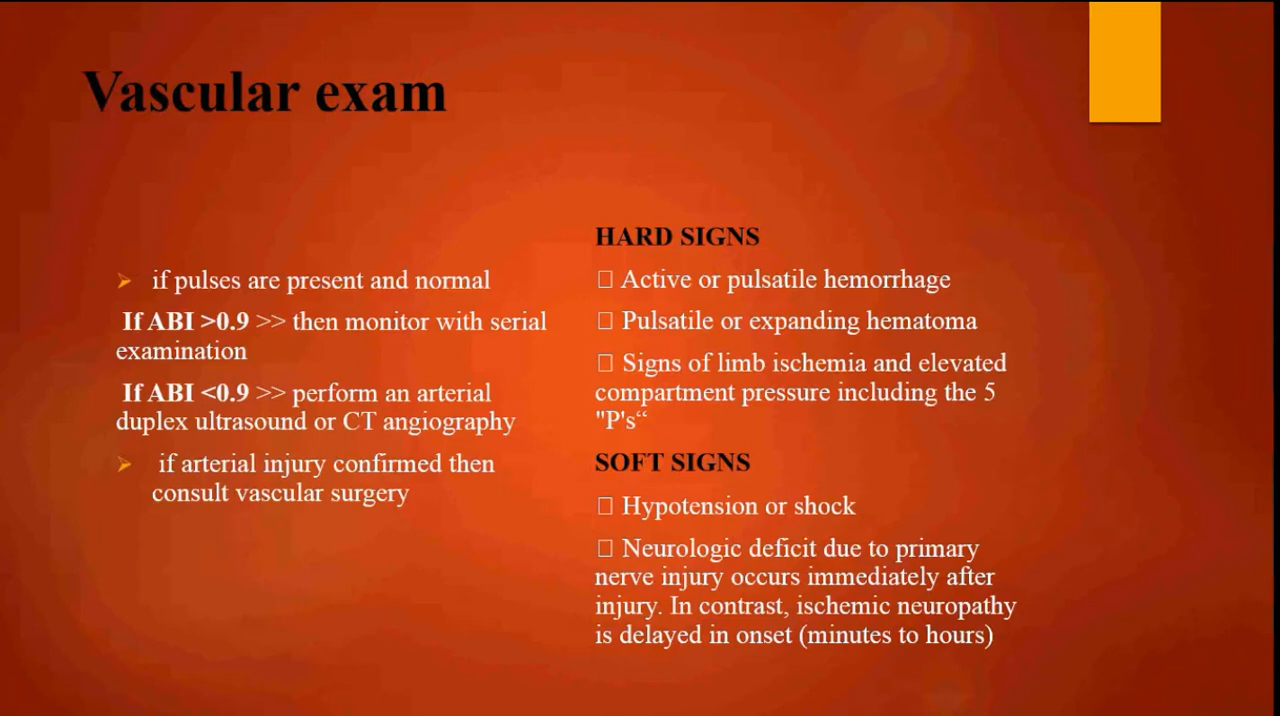 Vascular exam
➢ if pulses are present and normal
If ABI >0.9 >> then monitor with serial
examination
If ABI <0.9 >> perform an arterial
duplex ultrasound or CT angiography
➢ if arterial injury confirmed then
consult vascular surgery
HARD SIGNS
□ Active or pulsatile hemorrhage
□ Pulsatile or expanding hematoma
□ Signs of limb ischemia and elevated
compartment pressure including the 5
"P's“
SOFT SIGNS
□ Hypotension or shock
□ Neurologic deficit due to primary
nerve injury occurs immediately after
injury. In contrast, ischemic neuropathy
is delayed in onset (minutes to hours)